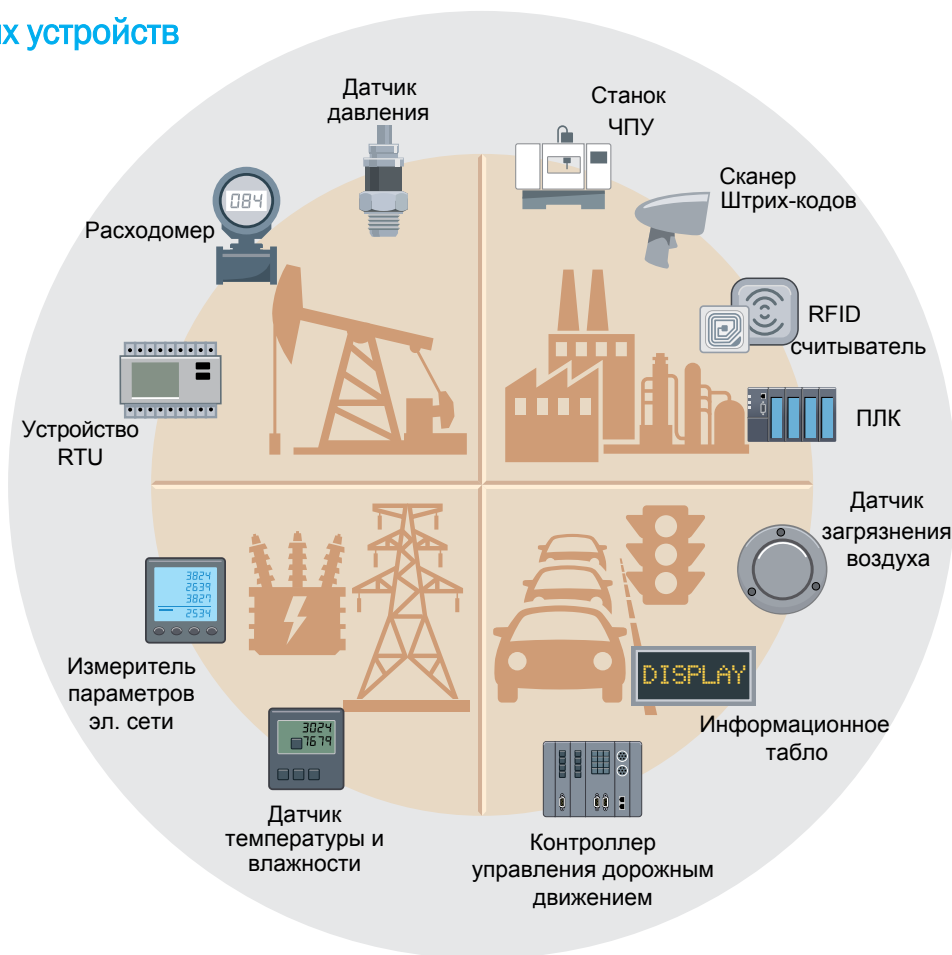 их устройств
Датчик
давления
Станок
ЧПУ
Сканер
Штрих-кодов
084
Расходомер
RFID
считыватель
Устройство
RTU
ПЛК
Датчик
загрязнения
воздуха
3824
2639
3827
2534
Измеритель
параметров
эл. сети
DISPLAY
Информационное
табло
3024
7679
Датчик
температуры и
влажности
Контроллер
управления дорожным
движением